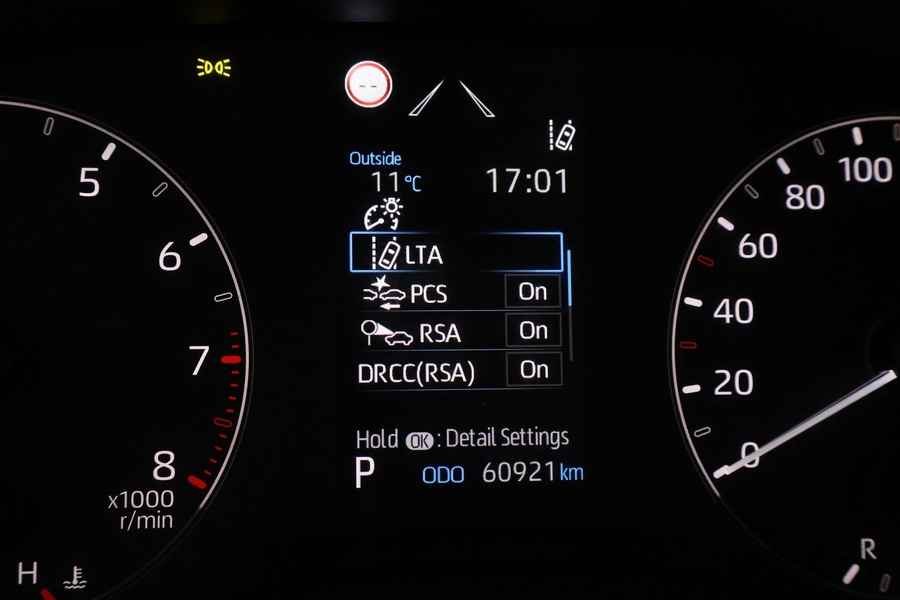 --
Outside
11°C 17:01
LTA
PCS On
RSA On
DRCC(RSA) On
Hold OK : Detail Settings
P ODO 60921 km
5
6
7
8
x1000
r/min
H
100
80
60
40
20
0
R